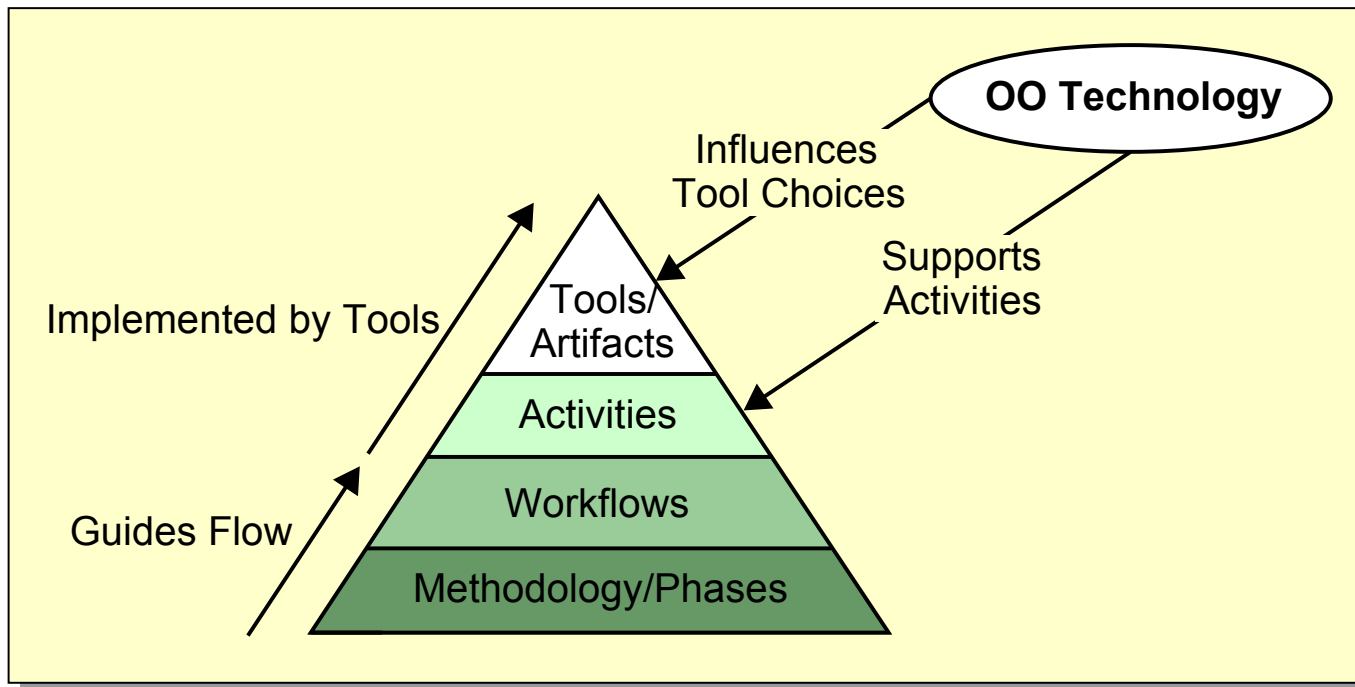 OO Technology
Influences
Tool Choices
Supports
Activities
Tools/
Artifacts
Implemented by Tools
Activities
Workflows
Guides Flow
Methodology/Phases